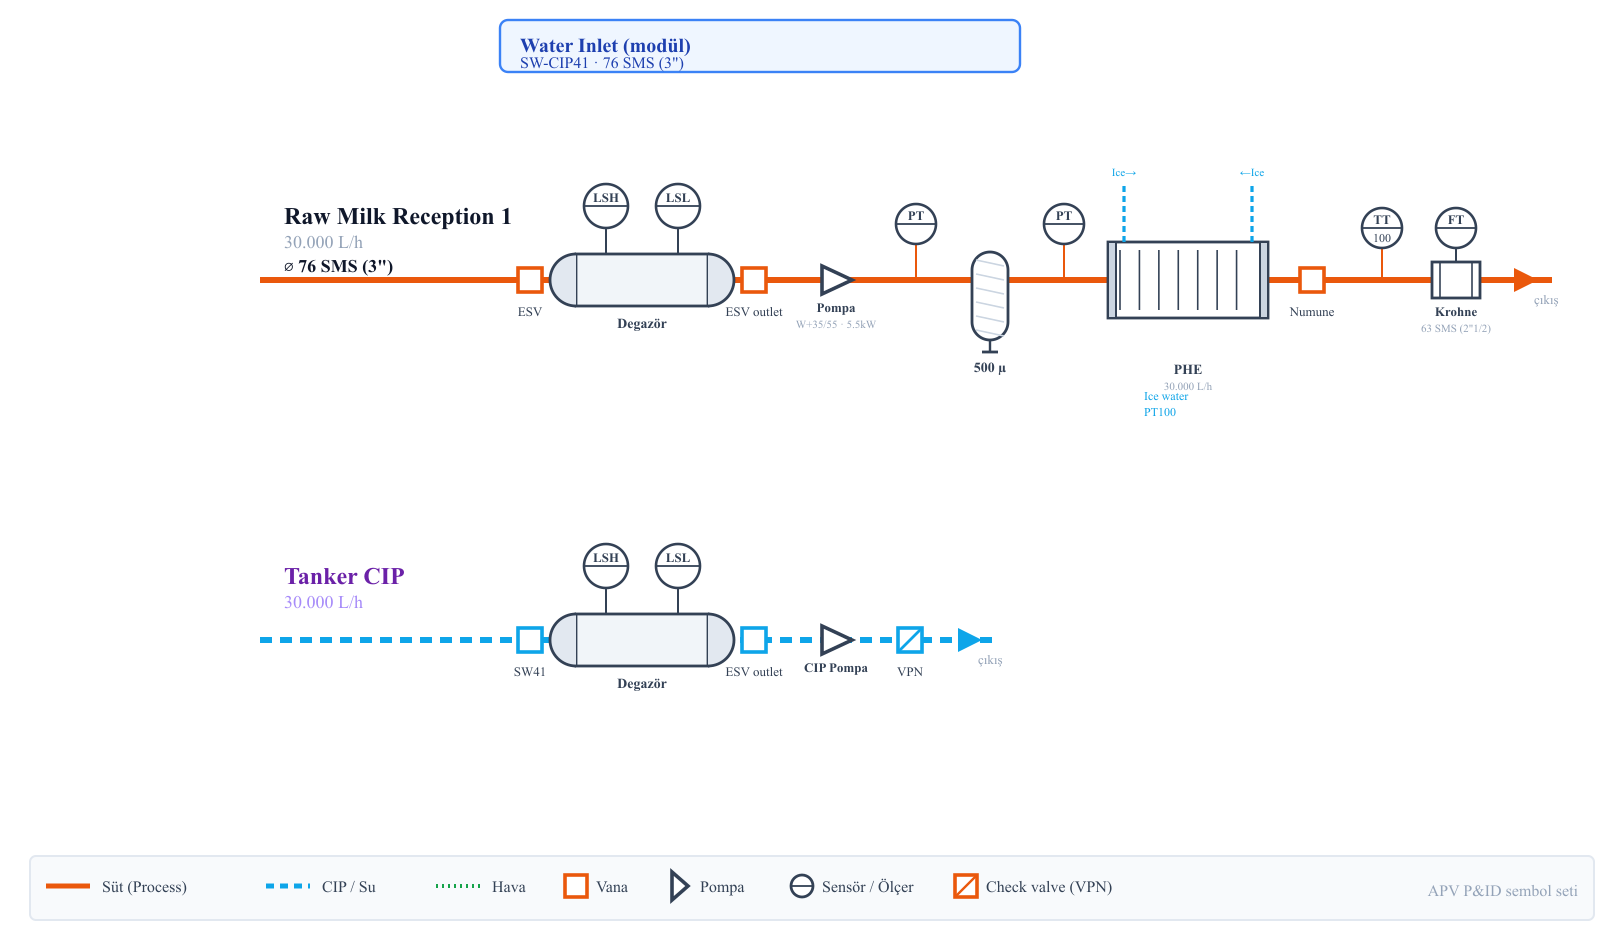 Water Inlet (modül)
SW-CIP41 · 76 SMS (3")
Ice→
←Ice
LSH
LSL
PT
PT
TT
100
FT
Raw Milk Reception 1
30.000 L/h
⌀ 76 SMS (3")
ESV
Degazör
ESV outlet
Pompa
W+35/55 · 5.5kW
500 µ
PHE
30.000 L/h
Ice water
PT100
Numune
Krohne
63 SMS (2"1/2)
çıkış
LSH
LSL
Tanker CIP
30.000 L/h
SW41
Degazör
ESV outlet
CIP Pompa
VPN
çıkış
Süt (Process)
CIP / Su
Hava
Vana
Pompa
Sensör / Ölçer
Check valve (VPN)
APV P&ID sembol seti